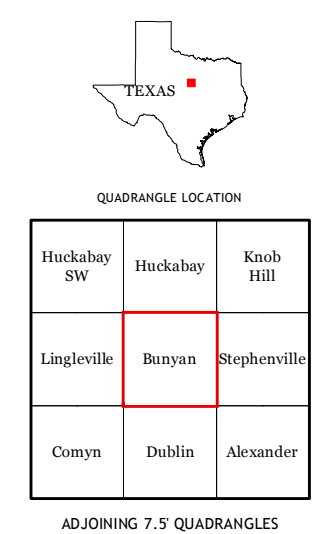 TEXAS
QUADRANGLE LOCATION
Huckabay
SW
Huckabay
Knob
Hill
Lingleville
Bunyan
Stephenville
Comyn
Dublin
Alexander
ADJOINING 7.5' QUADRANGLES